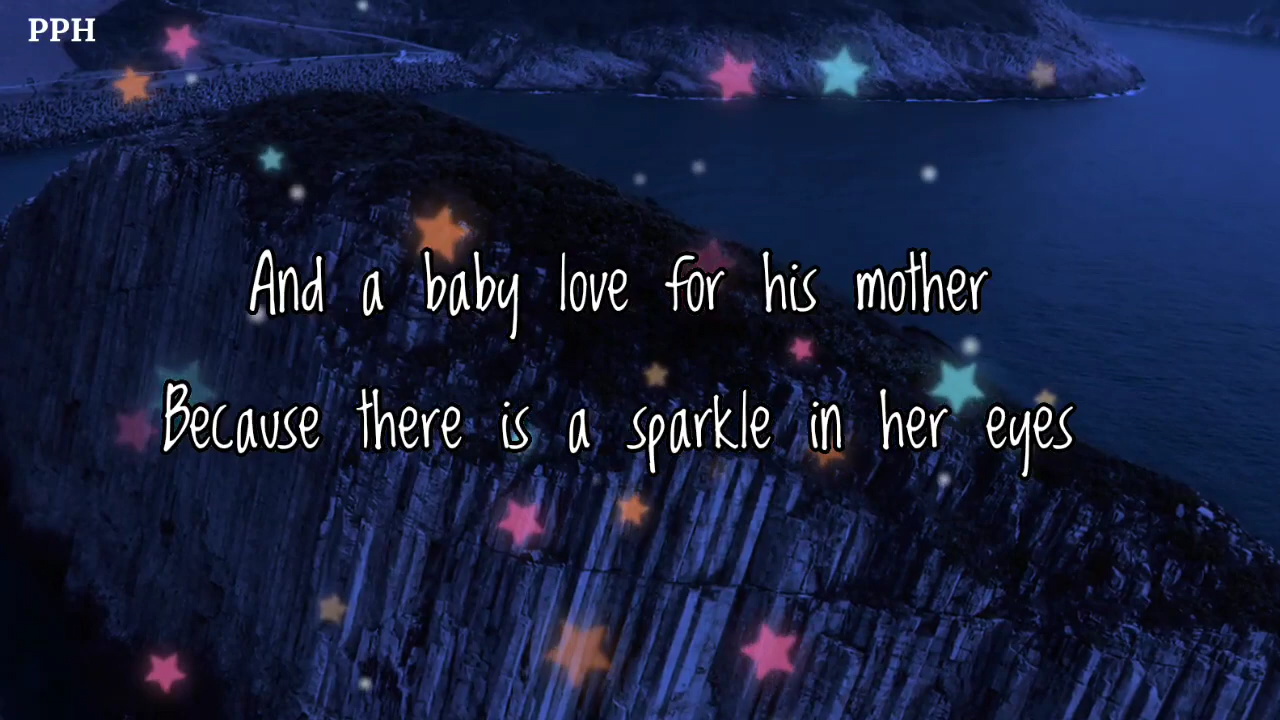 PPH
And a baby love for his mother
Because there is a sparkle in her eyes